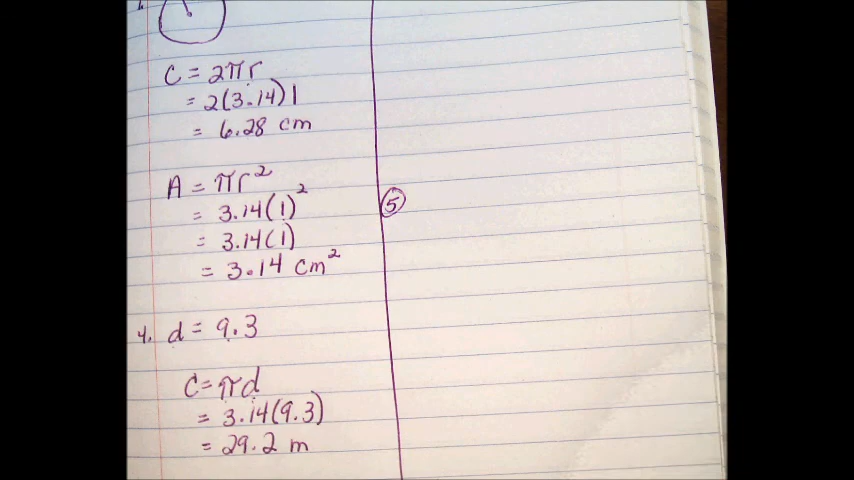 C = 2πr
= 2(3.14)1
= 6.28 cm
A = πr²
= 3.14(1)²
= 3.14(1)
= 3.14 cm²
5
4. d = 9.3
C = πd
= 3.14(9.3)
= 29.2 m